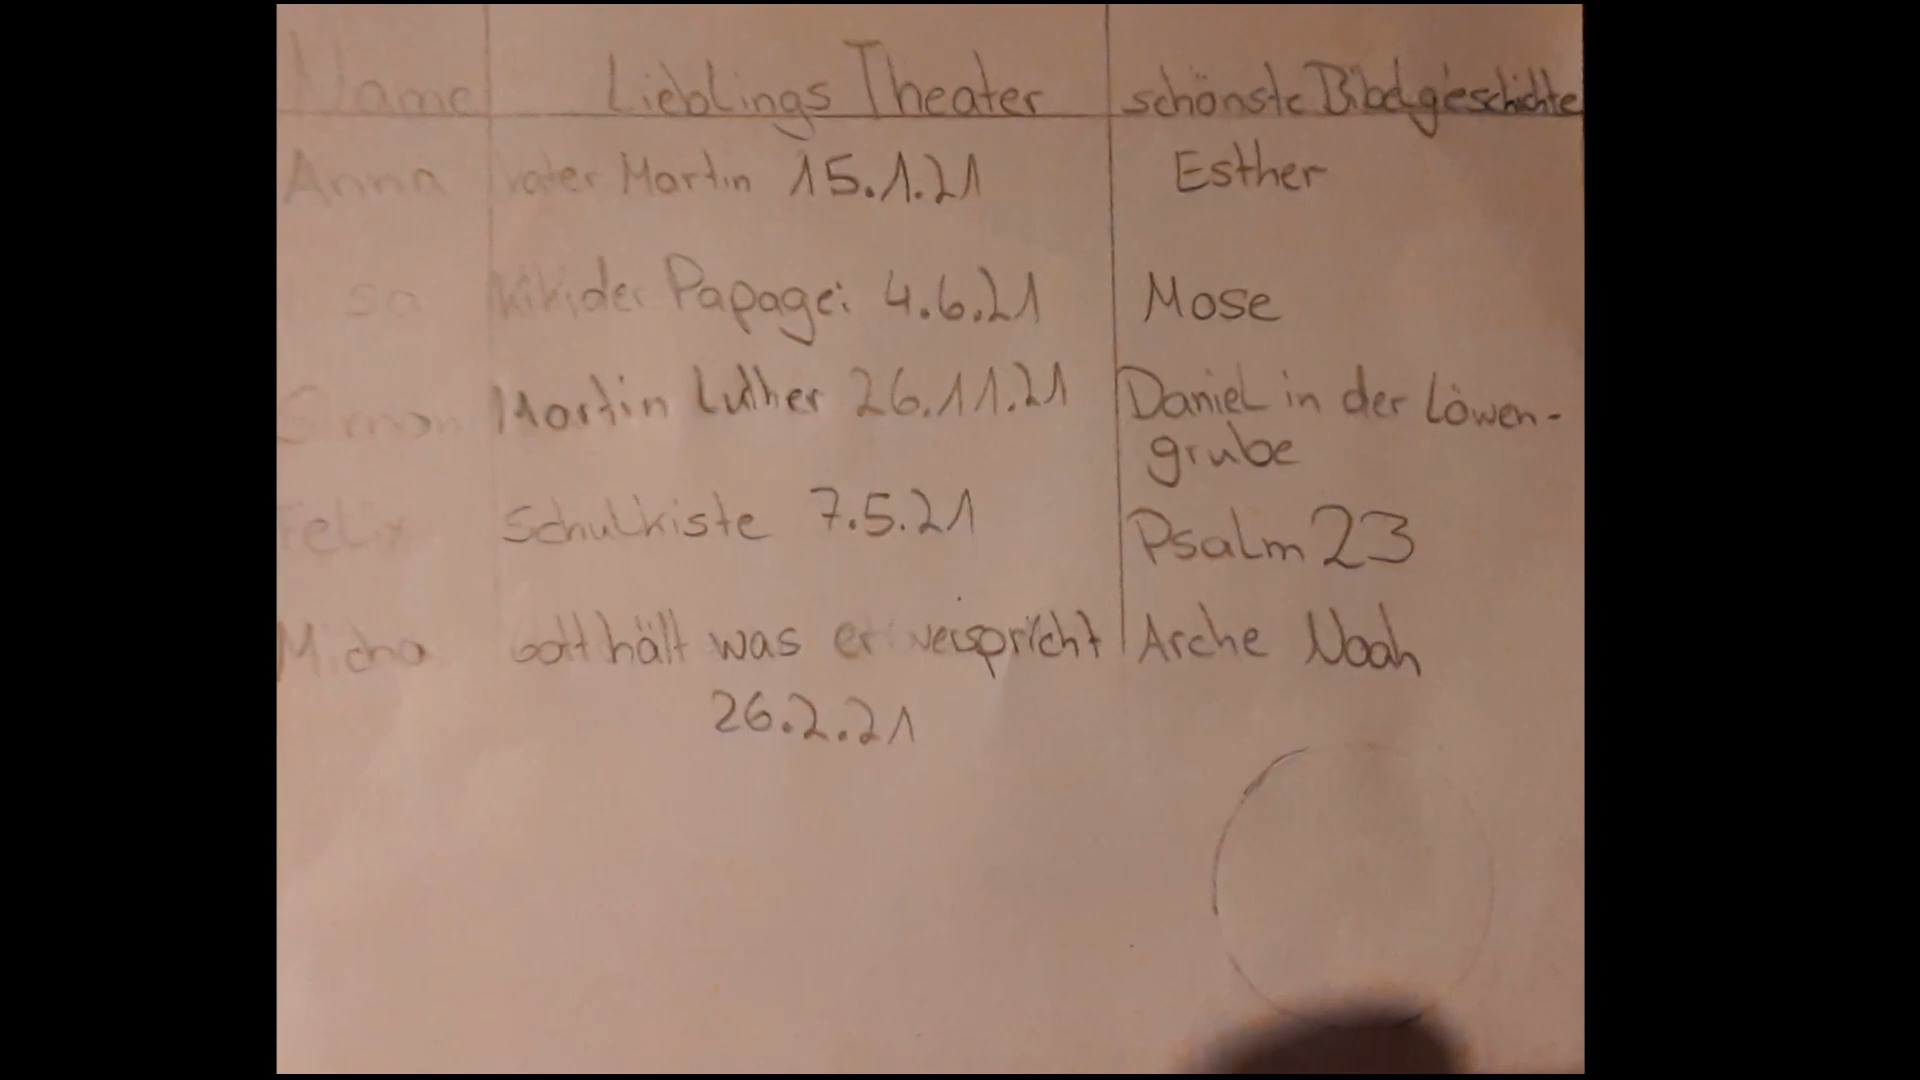 Name Lieblings Theater schönste Bibelgeschichte
Anna Vater Martin 15.1.21 Esther
Kiki der Papagei 4.6.21 Mose
Simon Martin Luther 26.11.21 Daniel in der Löwen-
grube
Felix Schulkiste 7.5.21 Psalm 23
Micha Gott hält was er verspricht Arche Noah
26.2.21